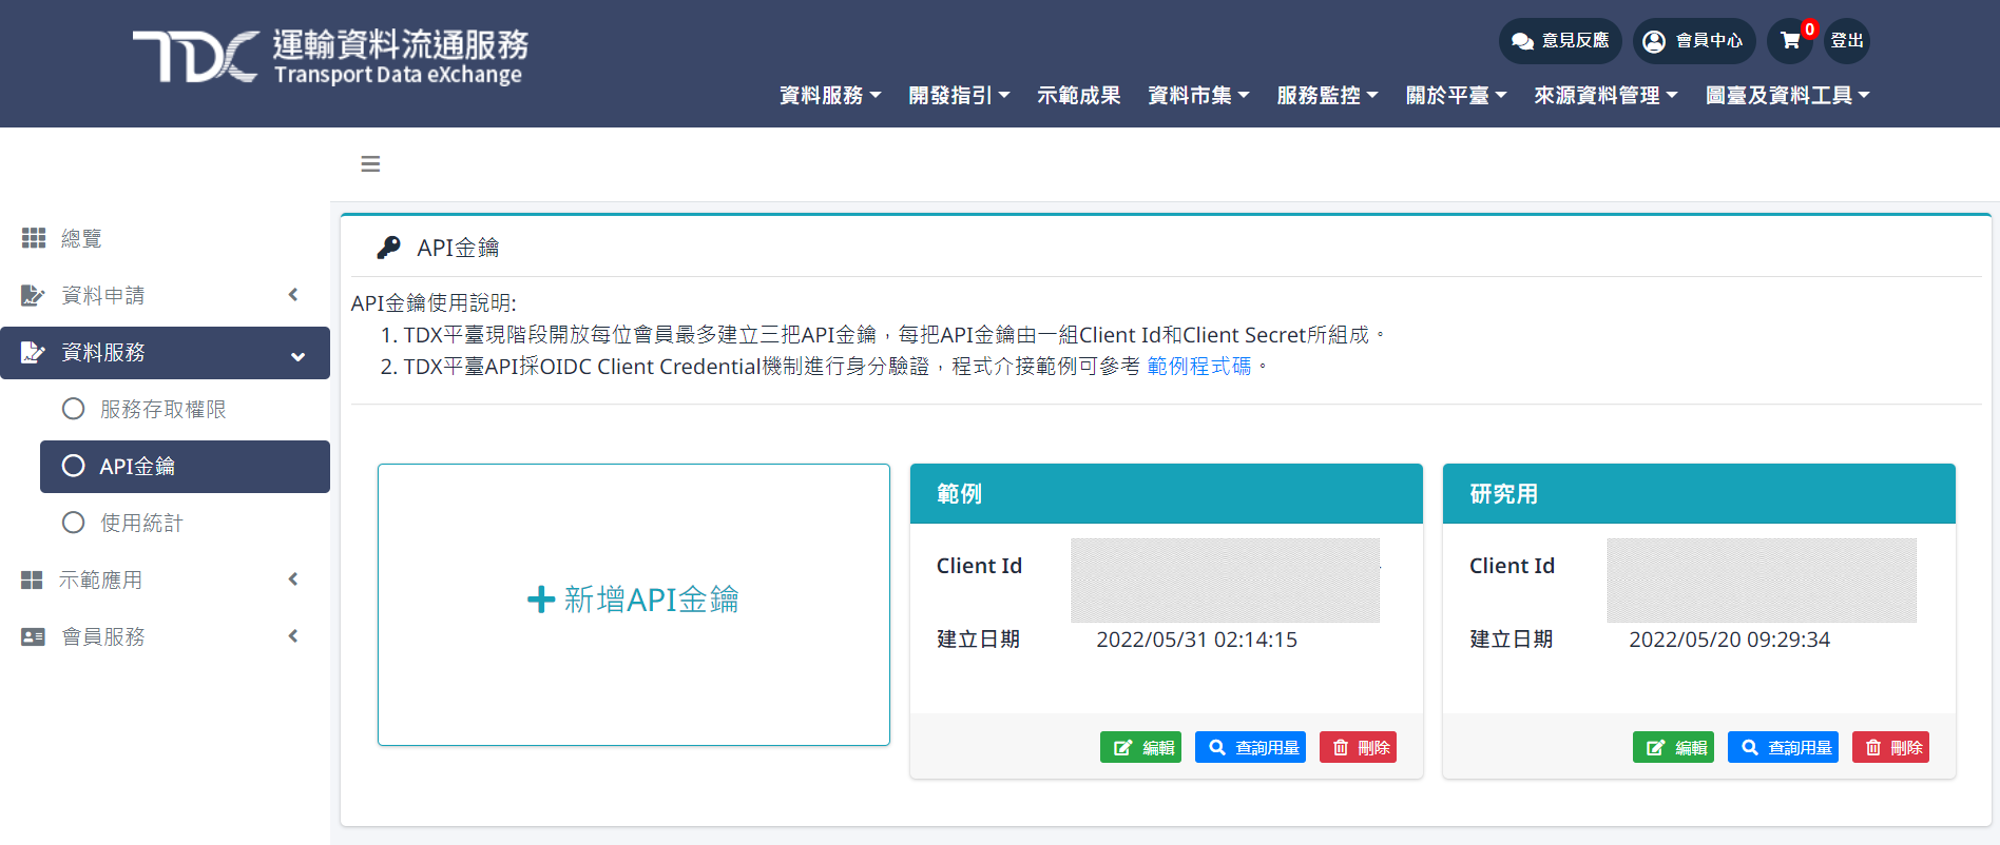 TDX 運輸資料流通服務
Transport Data eXchange
意見反應
會員中心
0
登出
資料服務
開發指引
示範成果
資料市集
服務監控
關於平臺
來源資料管理
圖臺及資料工具
總覽
資料申請
資料服務
服務存取權限
API金鑰
使用統計
示範應用
會員服務
API金鑰
API金鑰使用說明:
1. TDX平臺現階段開放每位會員最多建立三把API金鑰，每把API金鑰由一組Client Id和Client Secret所組成。
2. TDX平臺API採OIDC Client Credential機制進行身分驗證，程式介接範例可參考 範例程式碼。
新增API金鑰
範例
Client Id
建立日期 2022/05/31 02:14:15
編輯 查詢用量 刪除
研究用
Client Id
建立日期 2022/05/20 09:29:34
編輯 查詢用量 刪除